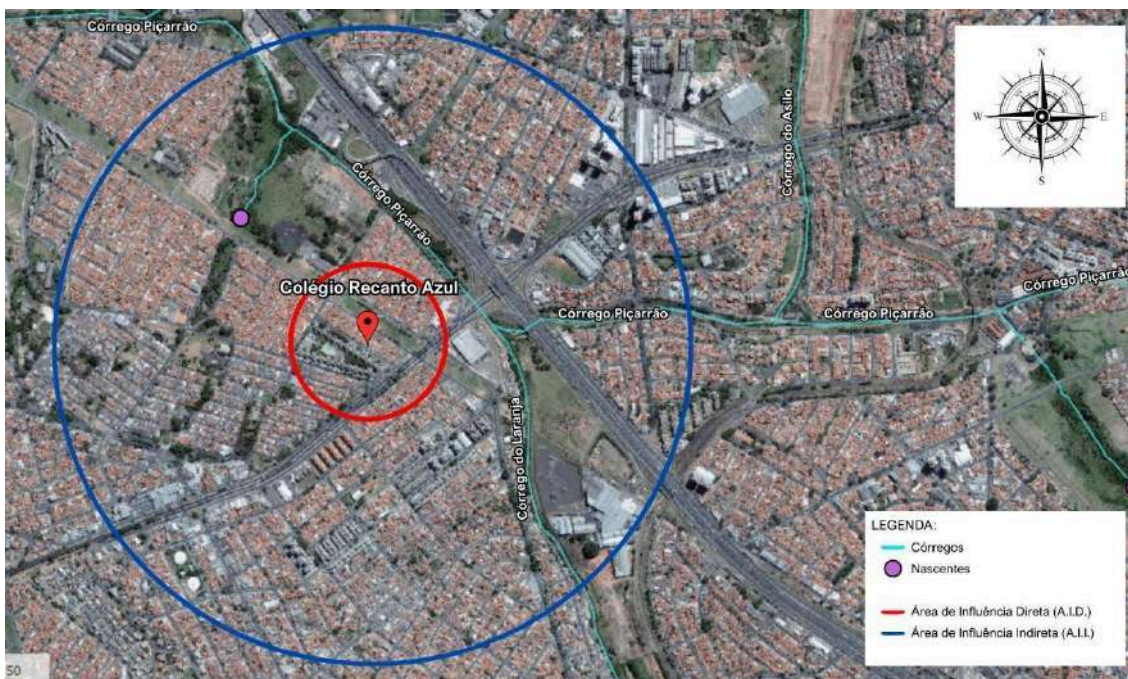 Córrego Piçarrão
N
W
E
S
Córrego do Asilo
Córrego Piçarrão
Colégio Recanto Azul
Córrego Piçarrão
Córrego Piçarrão
Córrego Piçarrão
Córrego do Laranja
LEGENDA:
Córregos
Nascentes
Área de Influência Direta (A.I.D.)
Área de Influência Indireta (A.I.I.)
50